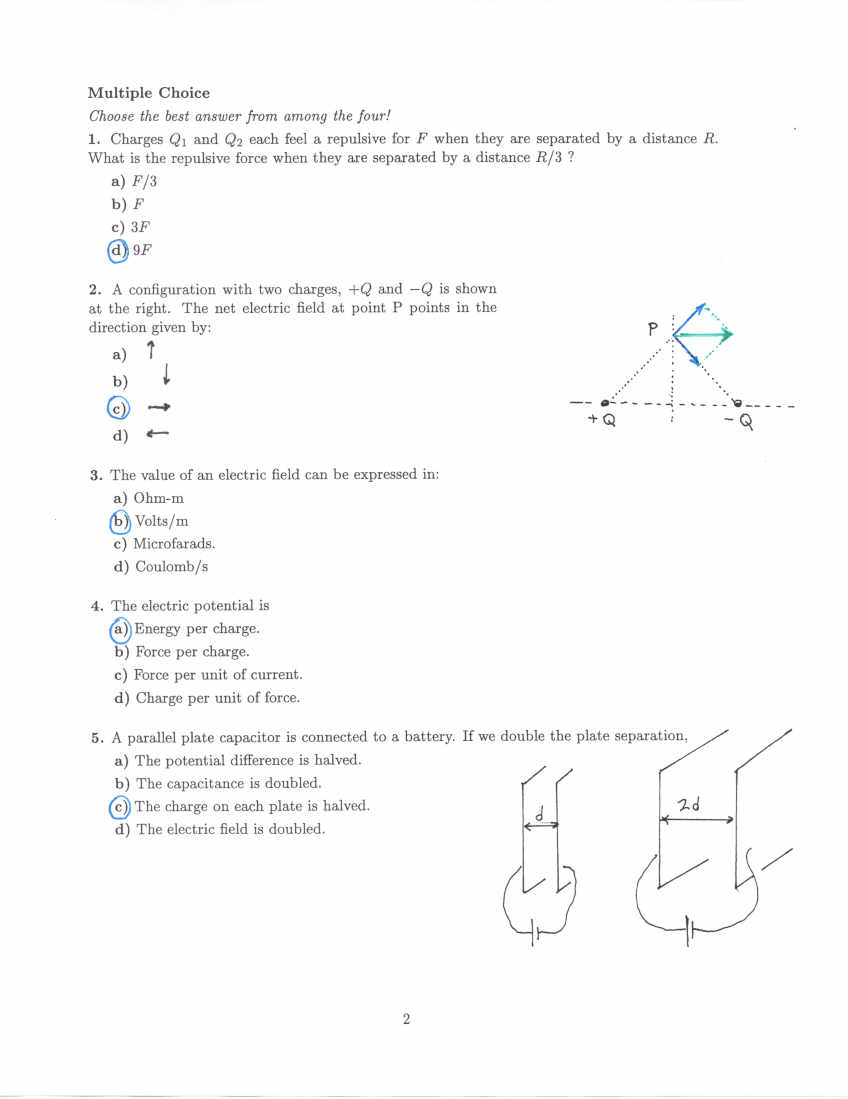 Multiple Choice
Choose the best answer from among the four!
1. Charges Q₁ and Q₂ each feel a repulsive for F when they are separated by a distance R.
What is the repulsive force when they are separated by a distance R/3 ?
a) F/3
b) F
c) 3F
d) 9F
2. A configuration with two charges, +Q and −Q is shown
at the right. The net electric field at point P points in the
direction given by:
a) ↑
b) ↓
c) →
d) ←
P
+Q
−Q
3. The value of an electric field can be expressed in:
a) Ohm-m
b) Volts/m
c) Microfarads.
d) Coulomb/s
4. The electric potential is
a) Energy per charge.
b) Force per charge.
c) Force per unit of current.
d) Charge per unit of force.
5. A parallel plate capacitor is connected to a battery. If we double the plate separation,
a) The potential difference is halved.
b) The capacitance is doubled.
c) The charge on each plate is halved.
d) The electric field is doubled.
d
2d
2